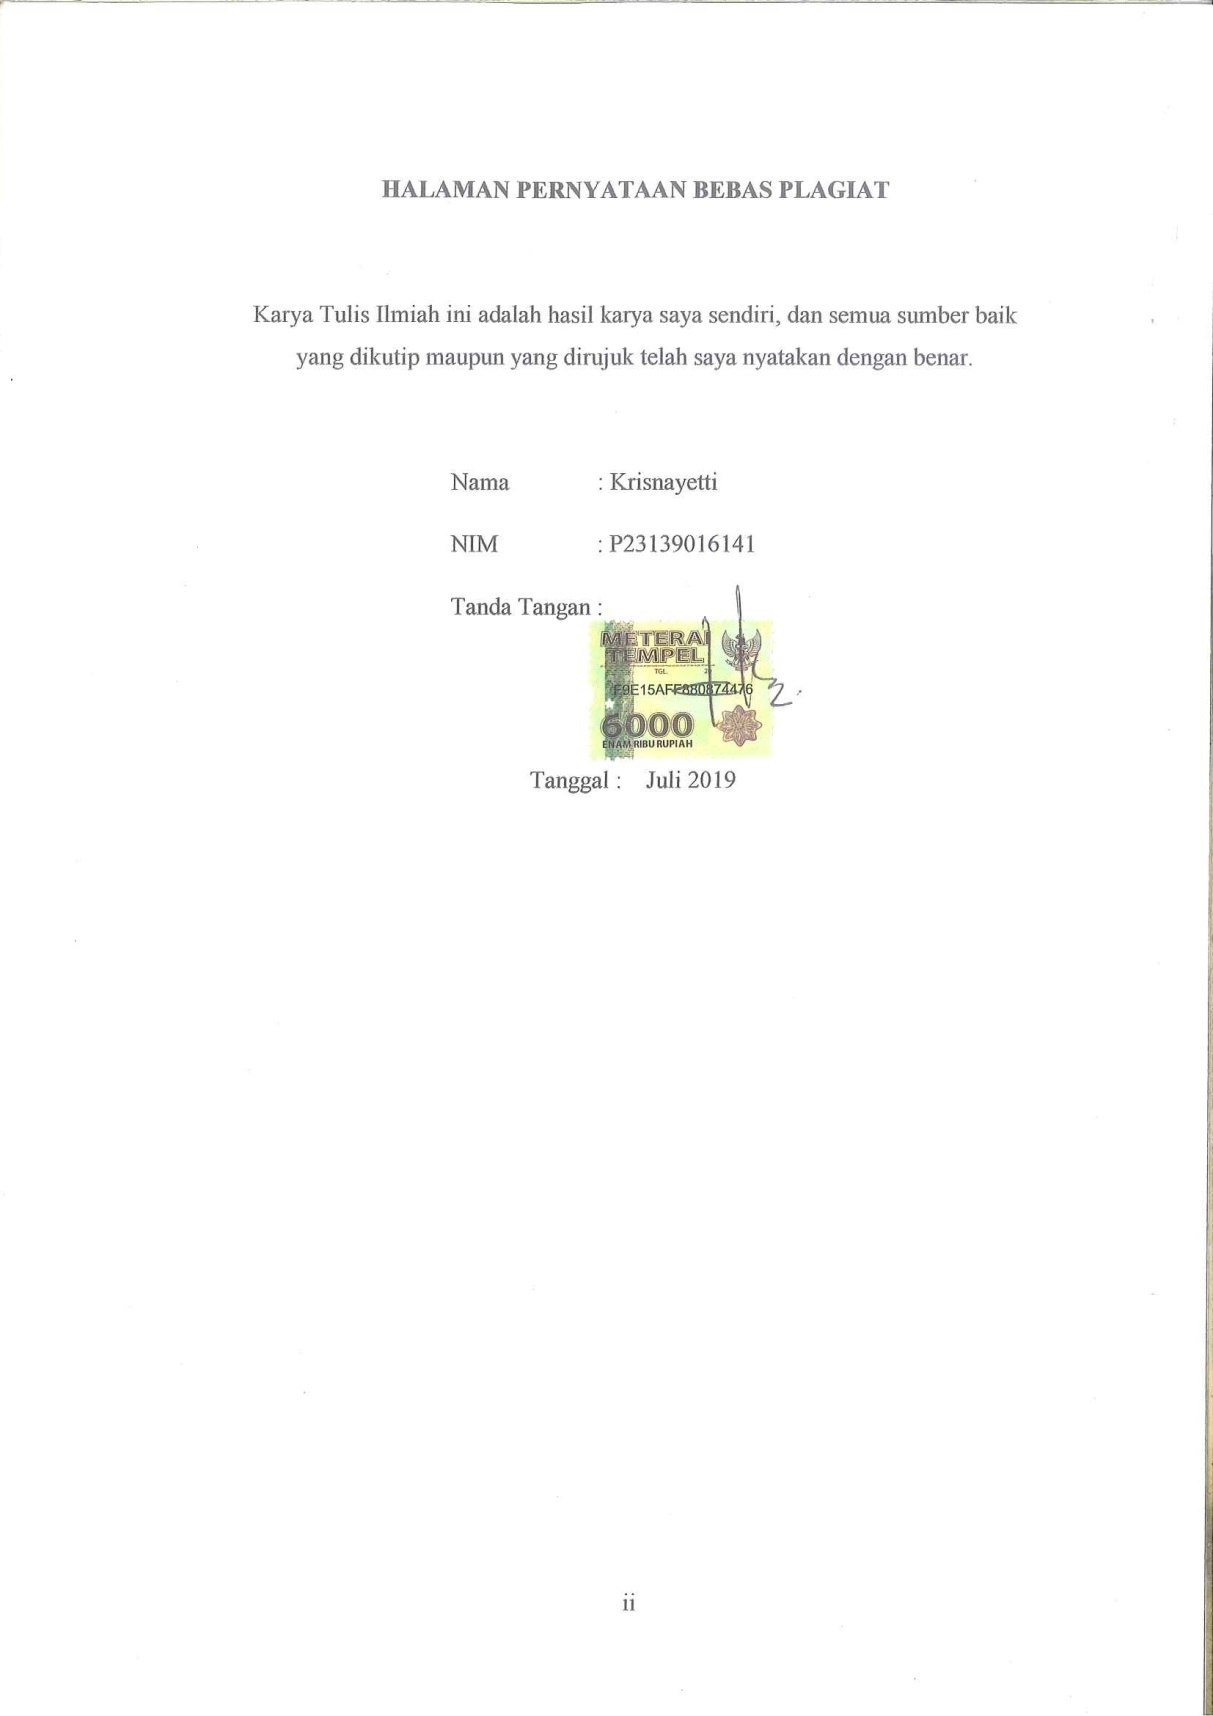 HALAMAN PERNYATAAN BEBAS PLAGIAT
Karya Tulis Ilmiah ini adalah hasil karya saya sendiri, dan semua sumber baik
yang dikutip maupun yang dirujuk telah saya nyatakan dengan benar.
Nama : Krisnayetti
NIM : P23139016141
Tanda Tangan :
METERAI
TEMPEL
TGL. 20
F9E15AFF880874476
6000
ENAM RIBU RUPIAH
Tanggal : Juli 2019
ii